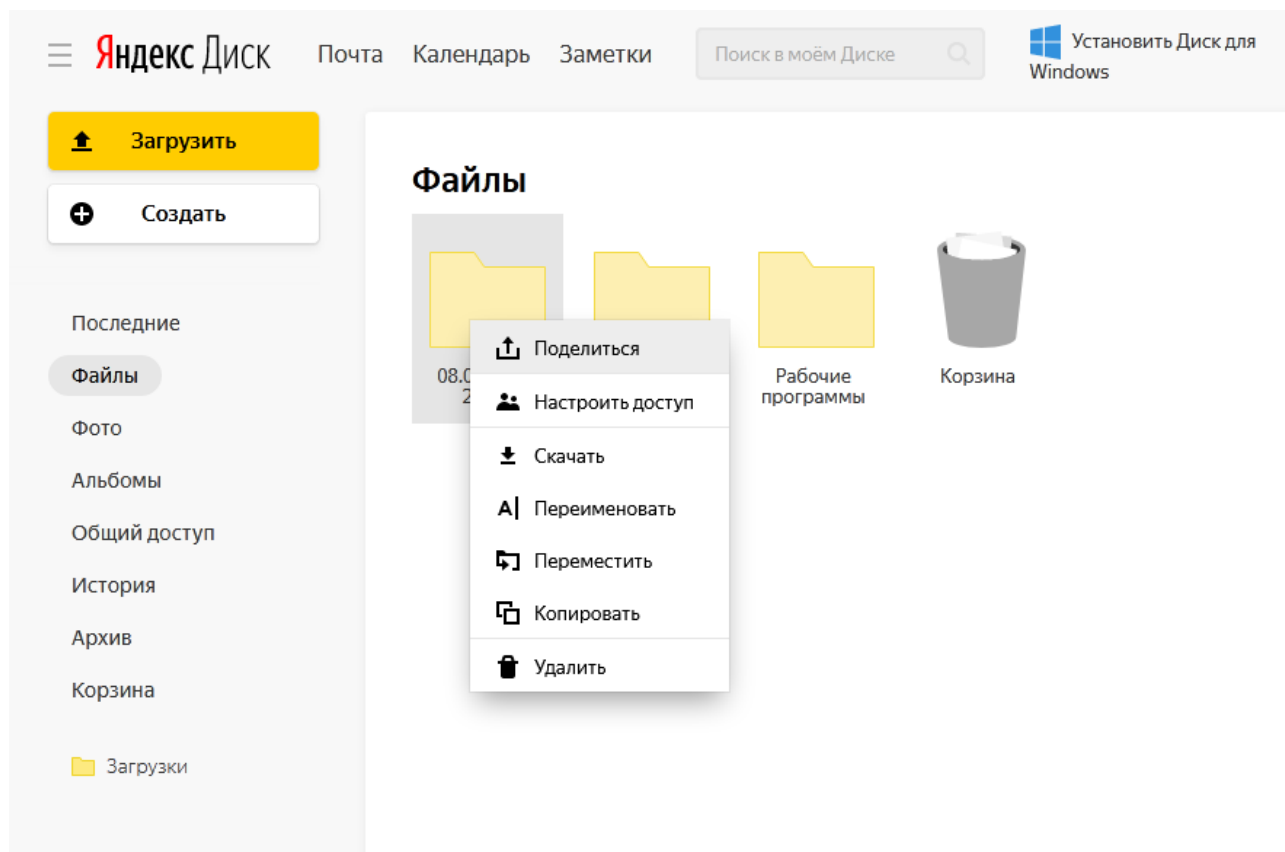 Яндекс Диск Почта Календарь Заметки Поиск в моём Диске Установить Диск для
Windows
Загрузить
Создать
Последние
Файлы
Фото
Альбомы
Общий доступ
История
Архив
Корзина
Загрузки
Файлы
Рабочие
программы
Корзина
Поделиться
Настроить доступ
Скачать
A| Переименовать
Переместить
Копировать
Удалить